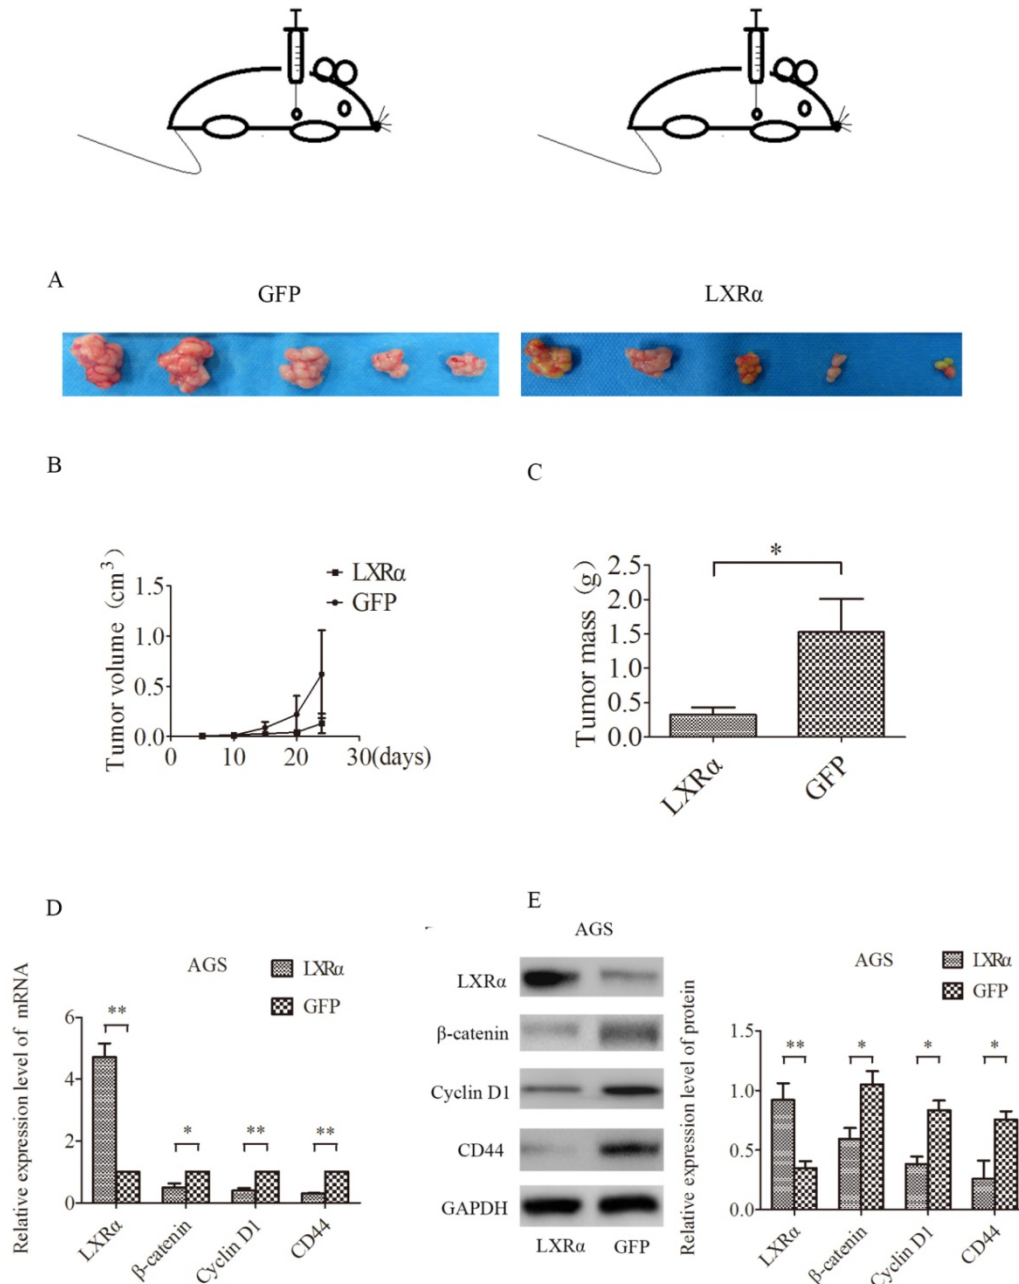 A
GFP
LXRα
B
C
Tumor volume (cm³)
1.5
1.0
0.5
0.0
0
10
20
30(days)
LXRα
GFP
Tumor mass (g)
2.5
2.0
1.5
1.0
0.5
0.0
*
LXRα
GFP
D
AGS
LXRα
GFP
Relative expression level of mRNA
6
4
2
0
**
*
**
**
LXRα
β-catenin
Cyclin D1
CD44
E
AGS
LXRα
β-catenin
Cyclin D1
CD44
GAPDH
LXRα GFP
AGS
LXRα
GFP
Relative expression level of protein
1.5
1.0
0.5
0.0
**
*
*
*
LXRα
β-catenin
Cyclin D1
CD44